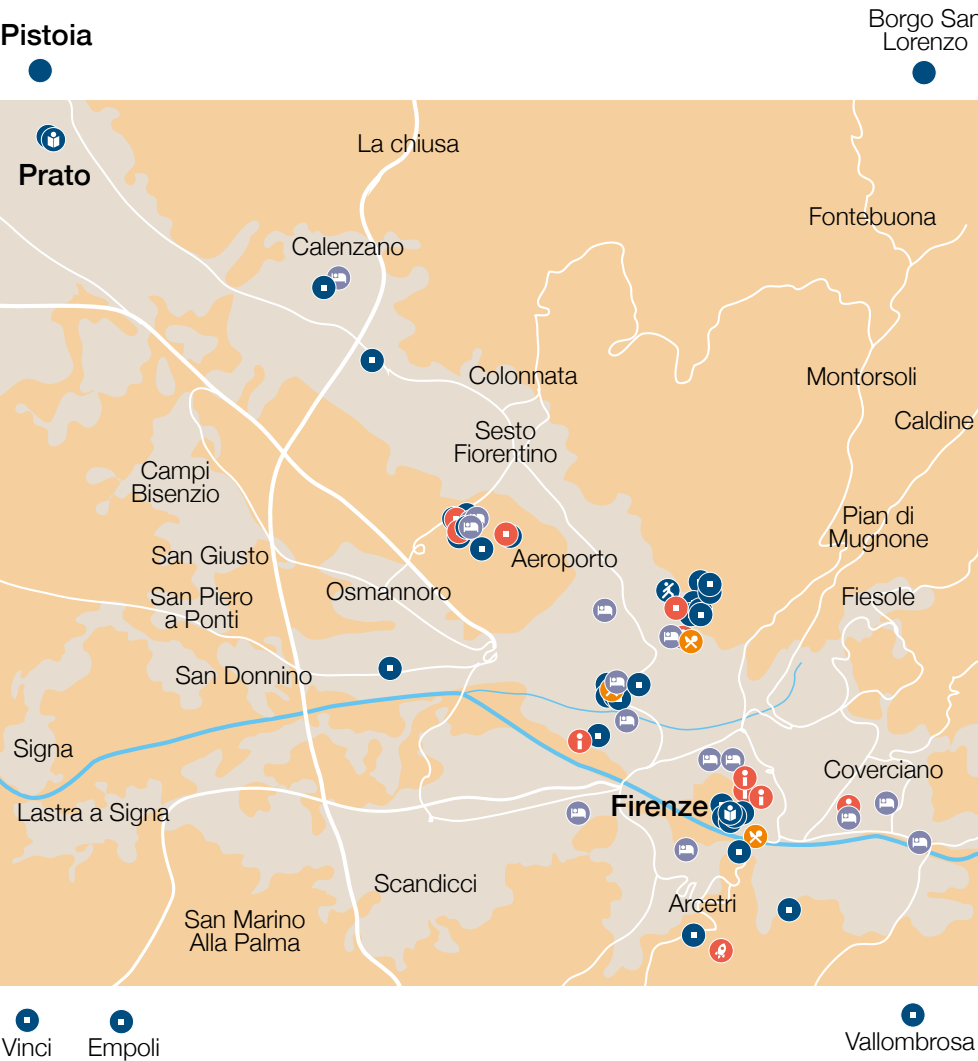 Borgo San
Lorenzo
Pistoia
La chiusa
Prato
Fontebuona
Calenzano
Colonnata
Montorsoli
Caldine
Sesto
Fiorentino
Campi
Bisenzio
Pian di
Mugnone
San Giusto
Aeroporto
Osmannoro
San Piero
a Ponti
Fiesole
San Donnino
Signa
Coverciano
Lastra a Signa
Firenze
Scandicci
Arcetri
San Marino
Alla Palma
Vinci
Empoli
Vallombrosa